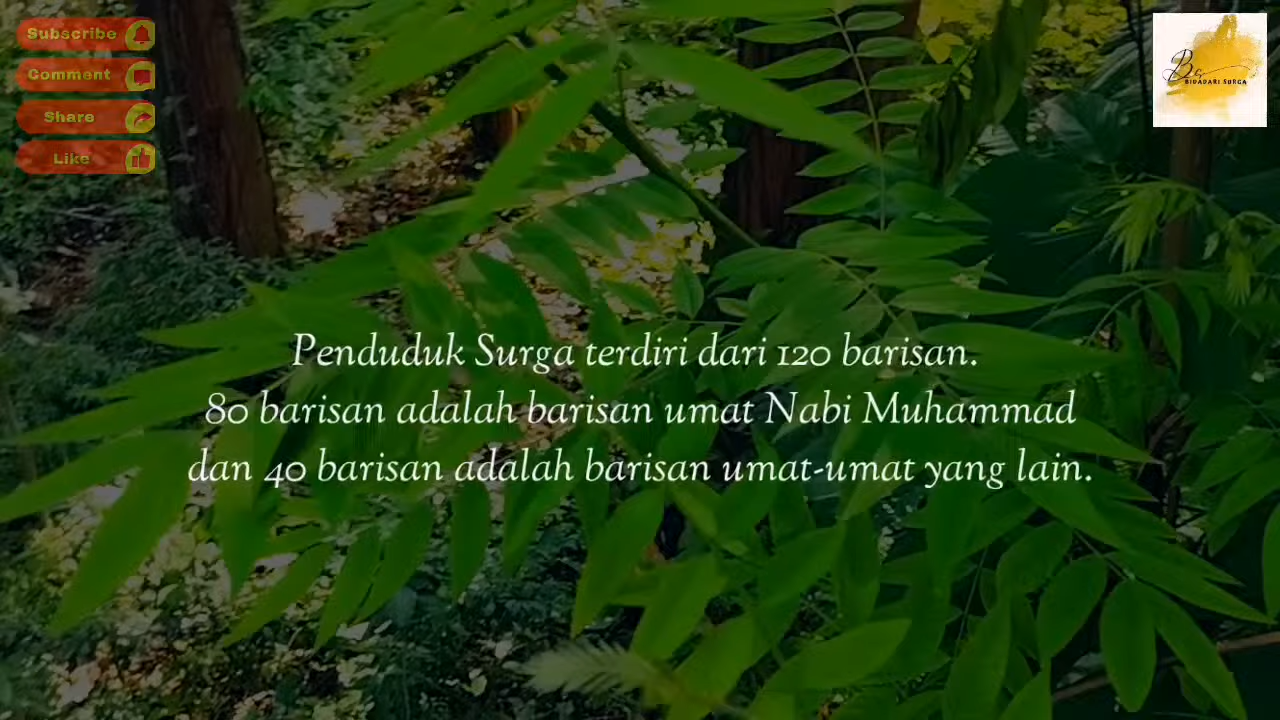 Subscribe
Comment
Share
Like
Bs
BIDADARI SURGA
Penduduk Surga terdiri dari 120 barisan.
80 barisan adalah barisan umat Nabi Muhammad
dan 40 barisan adalah barisan umat-umat yang lain.